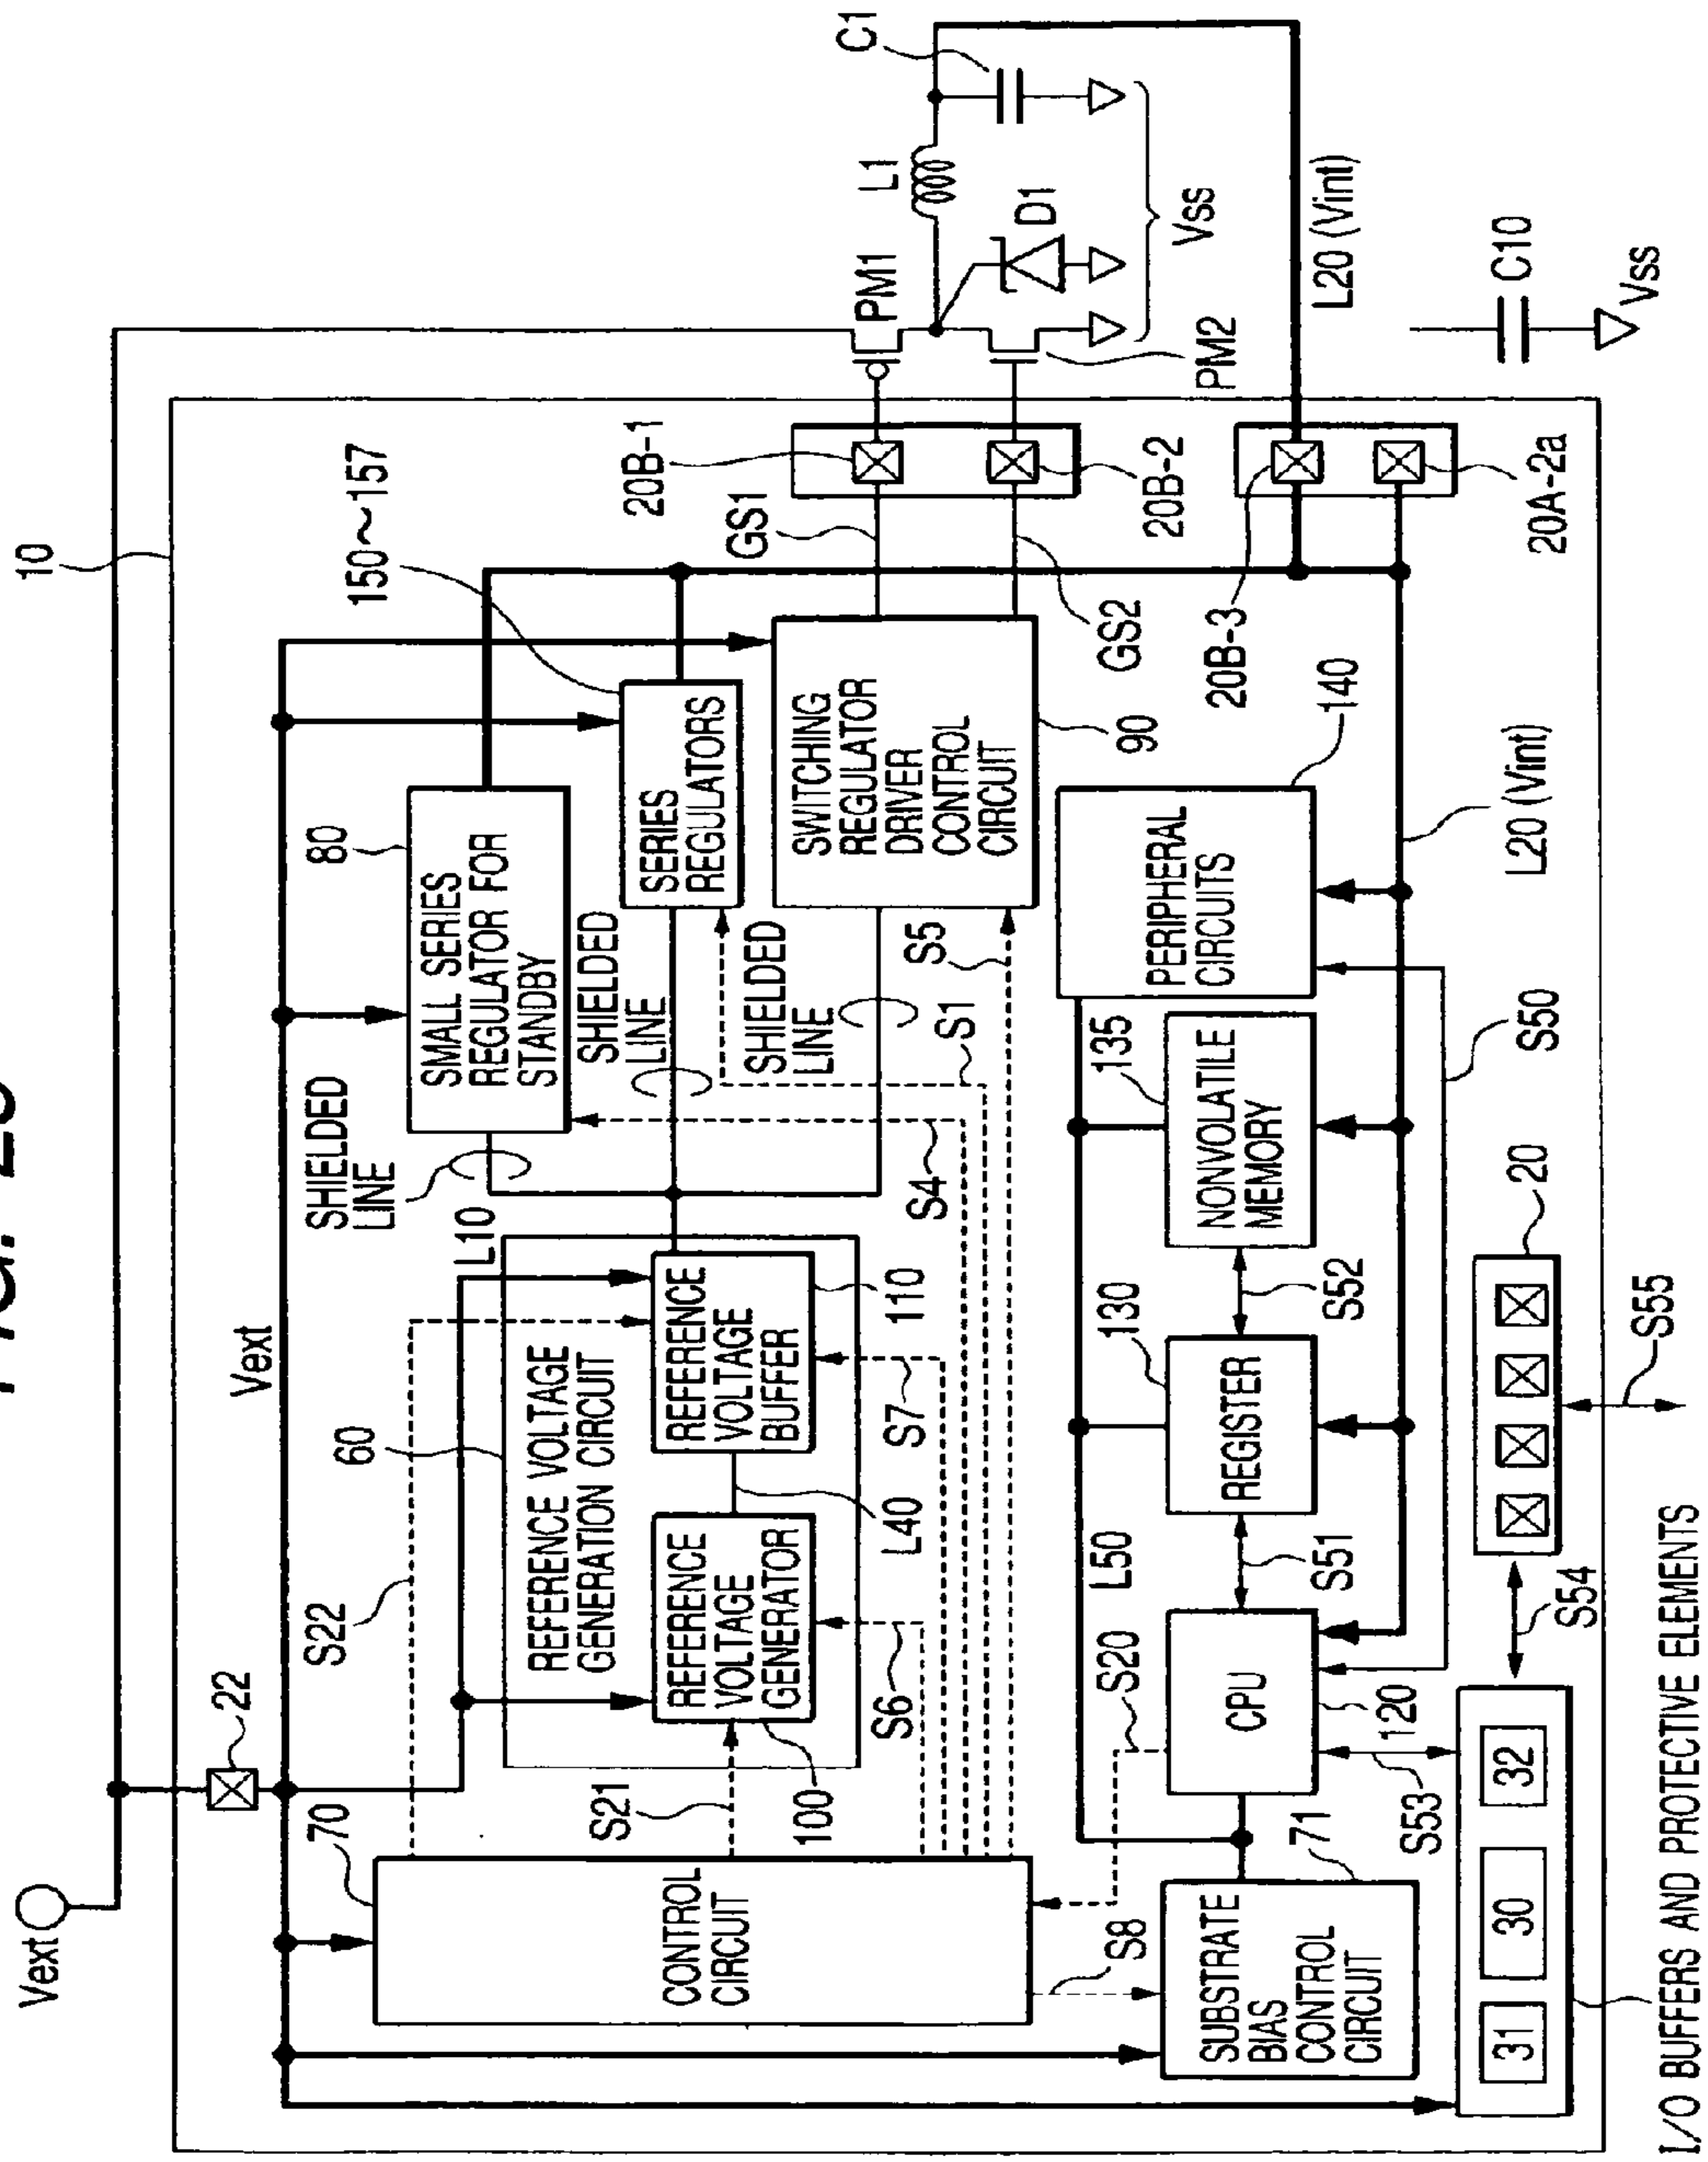 Vext
10
22
Vext
70
CONTROL
CIRCUIT
S22
S21
60
REFERENCE VOLTAGE
GENERATION CIRCUIT
REFERENCE
VOLTAGE
GENERATOR
100
L40
REFERENCE
VOLTAGE
BUFFER
110
L10
S6
S7
S4
S1
S5
SHIELDED
LINE
80
SMALL SERIES
REGULATOR FOR
STANDBY
SHIELDED
LINE
150~157
SERIES
REGULATORS
SHIELDED
LINE
SWITCHING
REGULATOR
DRIVER
CONTROL
CIRCUIT
90
GS1
GS2
20B-1
20B-2
20B-3
20A-2a
PM1
PM2
L1
C1
D1
Vss
L20 (Vint)
C10
Vss
S8
S20
SUBSTRATE
BIAS
CONTROL
CIRCUIT
71
L50
CPU
120
S51
REGISTER
130
S52
NONVOLATILE
MEMORY
135
PERIPHERAL
CIRCUITS
140
L20 (Vint)
S50
S53
31
30
32
S54
20
S55
I/O BUFFERS AND PROTECTIVE ELEMENTS